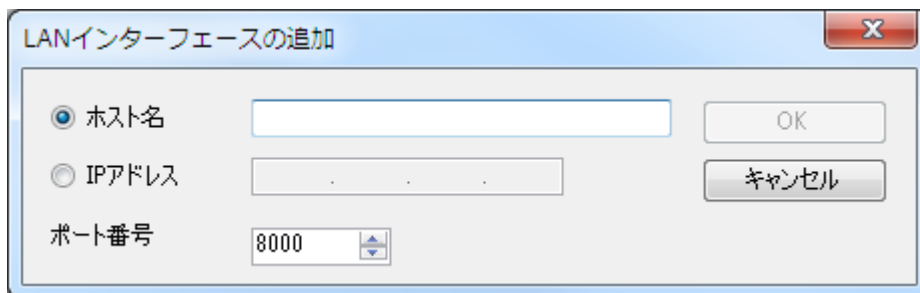 LANインターフェースの追加
ホスト名
OK
IPアドレス
. . .
キャンセル
ポート番号
8000